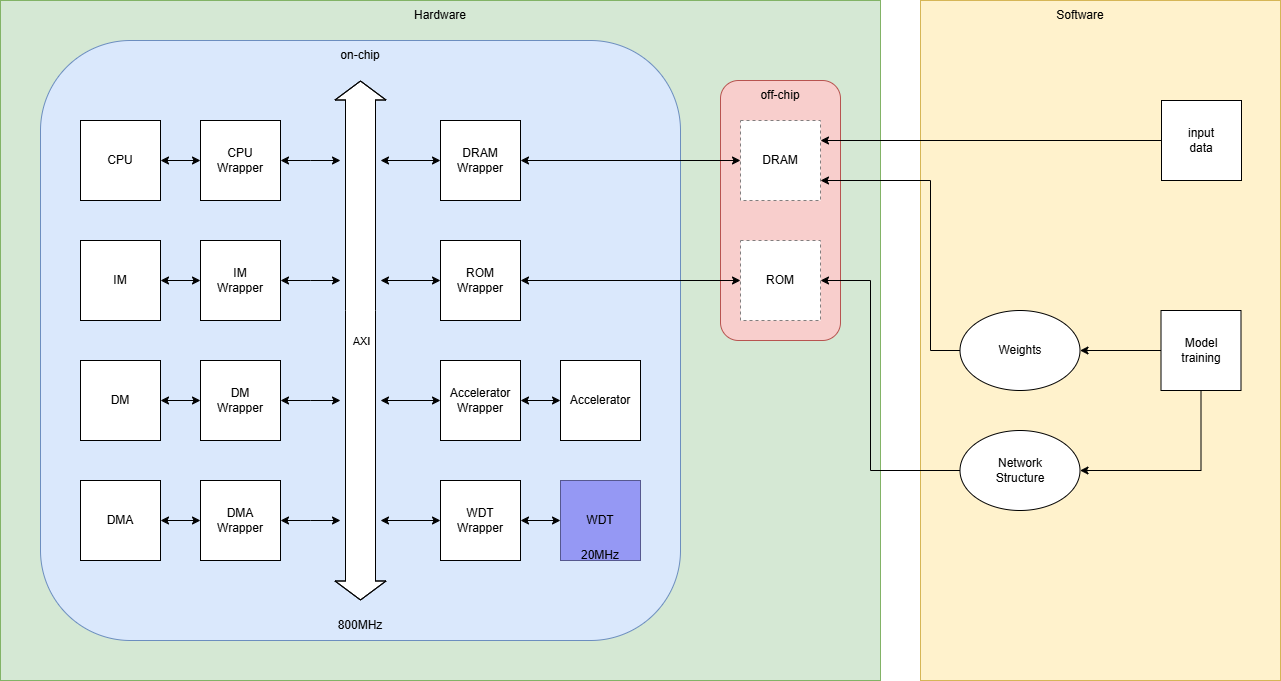 Hardware
Software
on-chip
off-chip
CPU
CPU
Wrapper
DRAM
Wrapper
DRAM
input
data
IM
IM
Wrapper
ROM
Wrapper
ROM
AXI
Weights
Model
training
DM
DM
Wrapper
Accelerator
Wrapper
Accelerator
Network
Structure
DMA
DMA
Wrapper
WDT
Wrapper
WDT
20MHz
800MHz